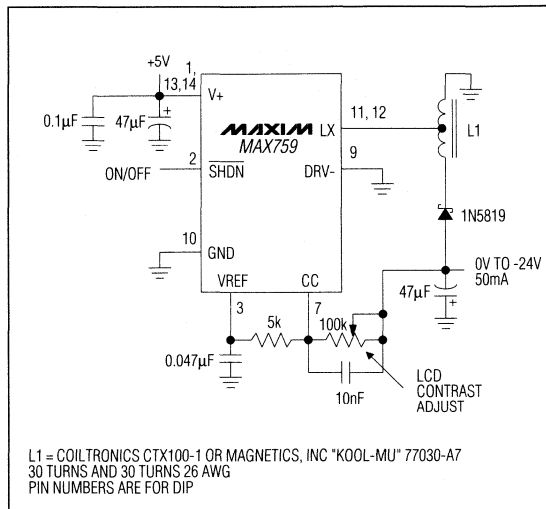 +5V
1,
13,14
V+
0.1µF
47µF
+
MAXIM
MAX759
LX
11, 12
L1
2
ON/OFF
SHDN
DRV-
9
1N5819
10
GND
0V TO -24V
50mA
VREF
CC
47µF
+
3
7
5k
100k
0.047µF
10nF
LCD
CONTRAST
ADJUST
L1 = COILTRONICS CTX100-1 OR MAGNETICS, INC "KOOL-MU" 77030-A7
30 TURNS AND 30 TURNS 26 AWG
PIN NUMBERS ARE FOR DIP